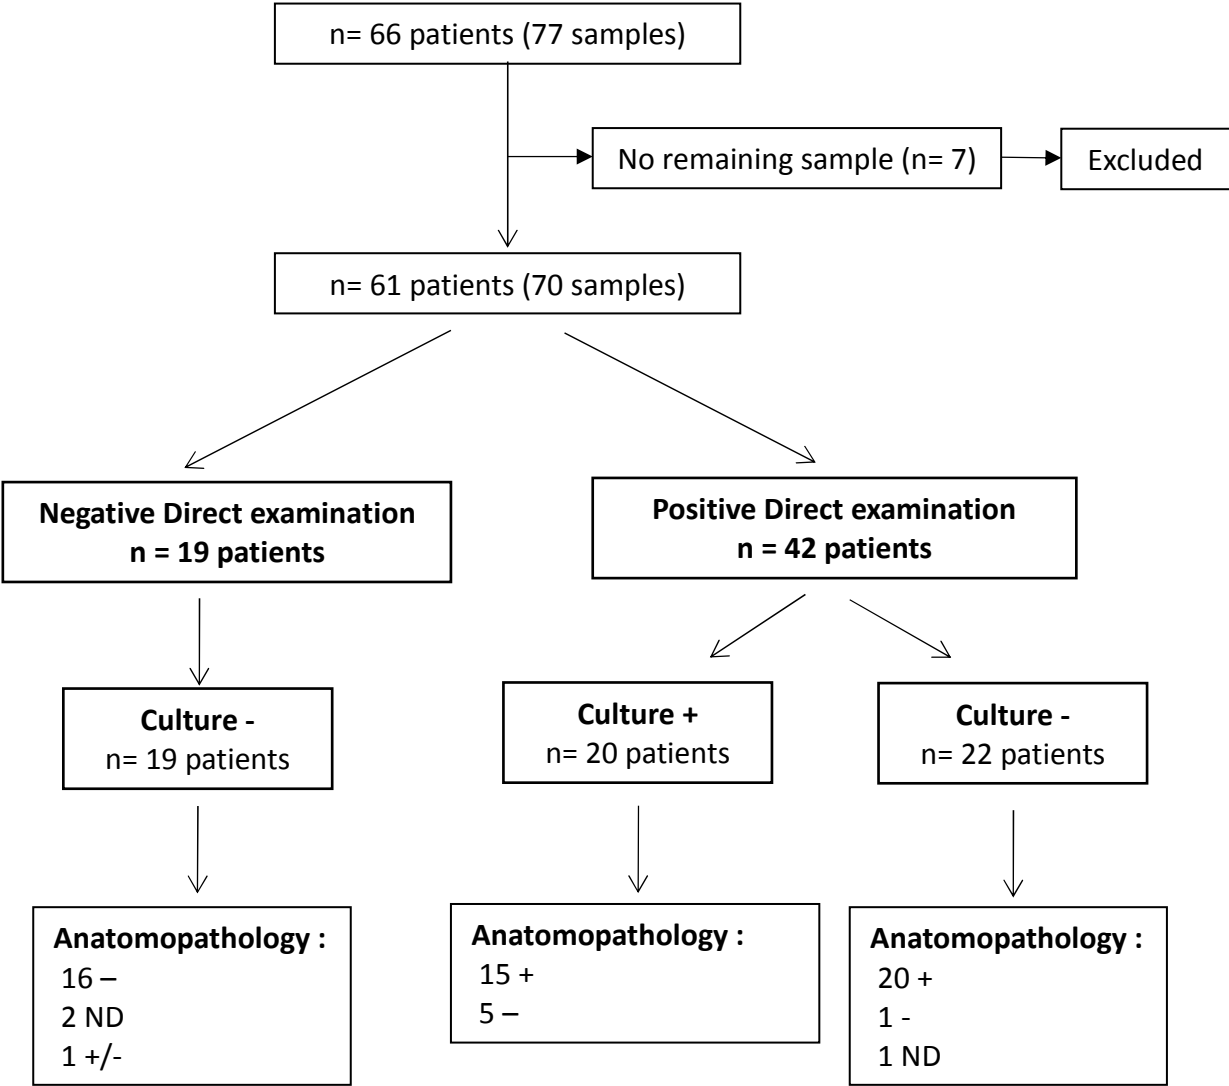 n= 66 patients (77 samples)
No remaining sample (n= 7)
Excluded
n= 61 patients (70 samples)
Negative Direct examination
n = 19 patients
Positive Direct examination
n = 42 patients
Culture -
n= 19 patients
Culture +
n= 20 patients
Culture -
n= 22 patients
Anatomopathology :
16 –
2 ND
1 +/-
Anatomopathology :
15 +
5 –
Anatomopathology :
20 +
1 -
1 ND